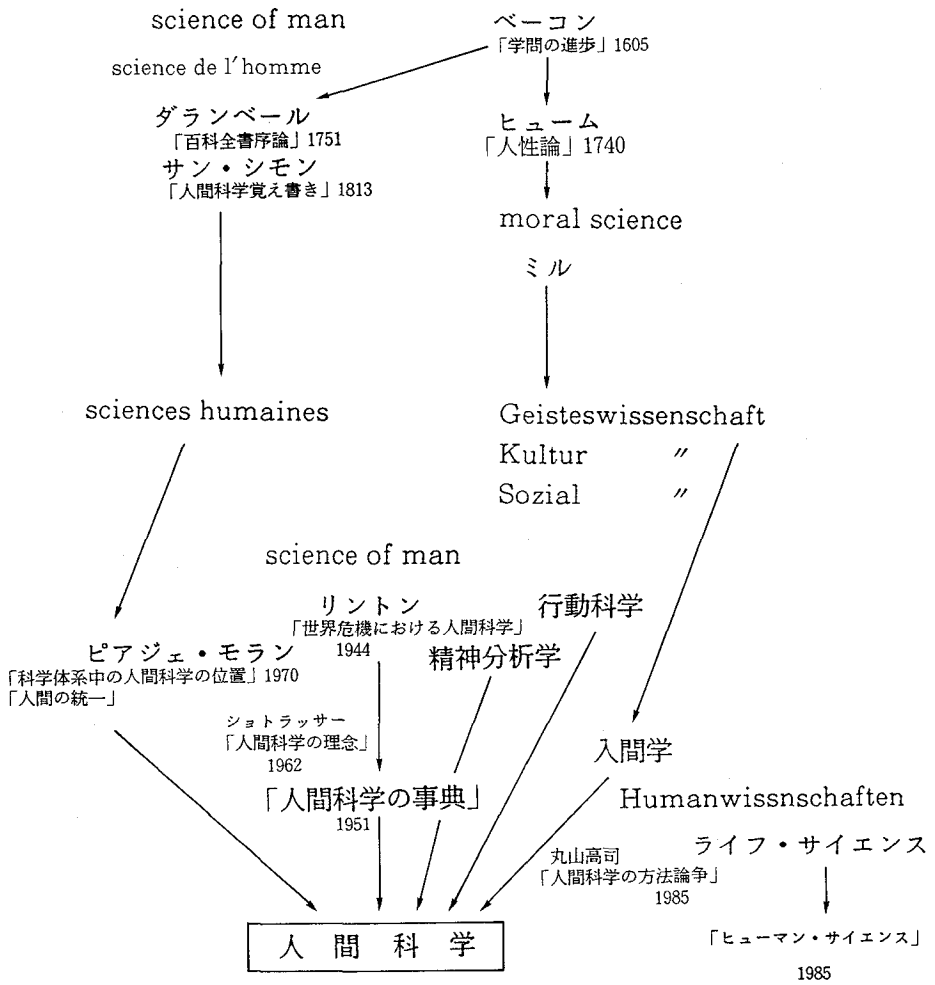 science of man
ベーコン
「学問の進歩」1605
science de l'homme
ダランベール
「百科全書序論」1751
サン・シモン
「人間科学覚え書き」1813
ヒューム
「人性論」1740
moral science
ミル
sciences humaines
Geisteswissenschaft
Kultur 〃
Sozial 〃
science of man
リントン
「世界危機における人間科学」
1944
行動科学
精神分析学
ピアジェ・モラン
「科学体系中の人間科学の位置」1970
「人間の統一」
ショトラッサー
「人間科学の理念」
1962
「人間科学の事典」
1951
入間学
Humanwissnschaften
ライフ・サイエンス
丸山高司
「人間科学の方法論争」
1985
人間科学
「ヒューマン・サイエンス」
1985